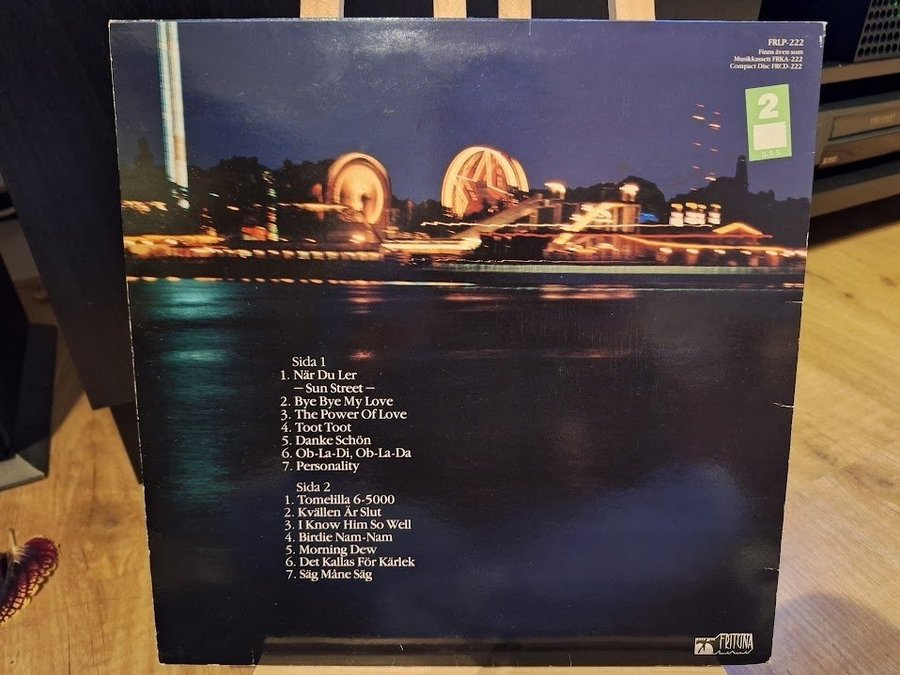 FRLP-222
Finns även som
Musikkassett FRKA-222
Compact Disc FRCD-222
2
Sida 1
1. När Du Ler
— Sun Street —
2. Bye Bye My Love
3. The Power Of Love
4. Toot Toot
5. Danke Schön
6. Ob-La-Di, Ob-La-Da
7. Personality
Sida 2
1. Tomelilla 6-5000
2. Kvällen Är Slut
3. I Know Him So Well
4. Birdie Nam-Nam
5. Morning Dew
6. Det Kallas För Kärlek
7. Säg Måne Säg
FRITUNA